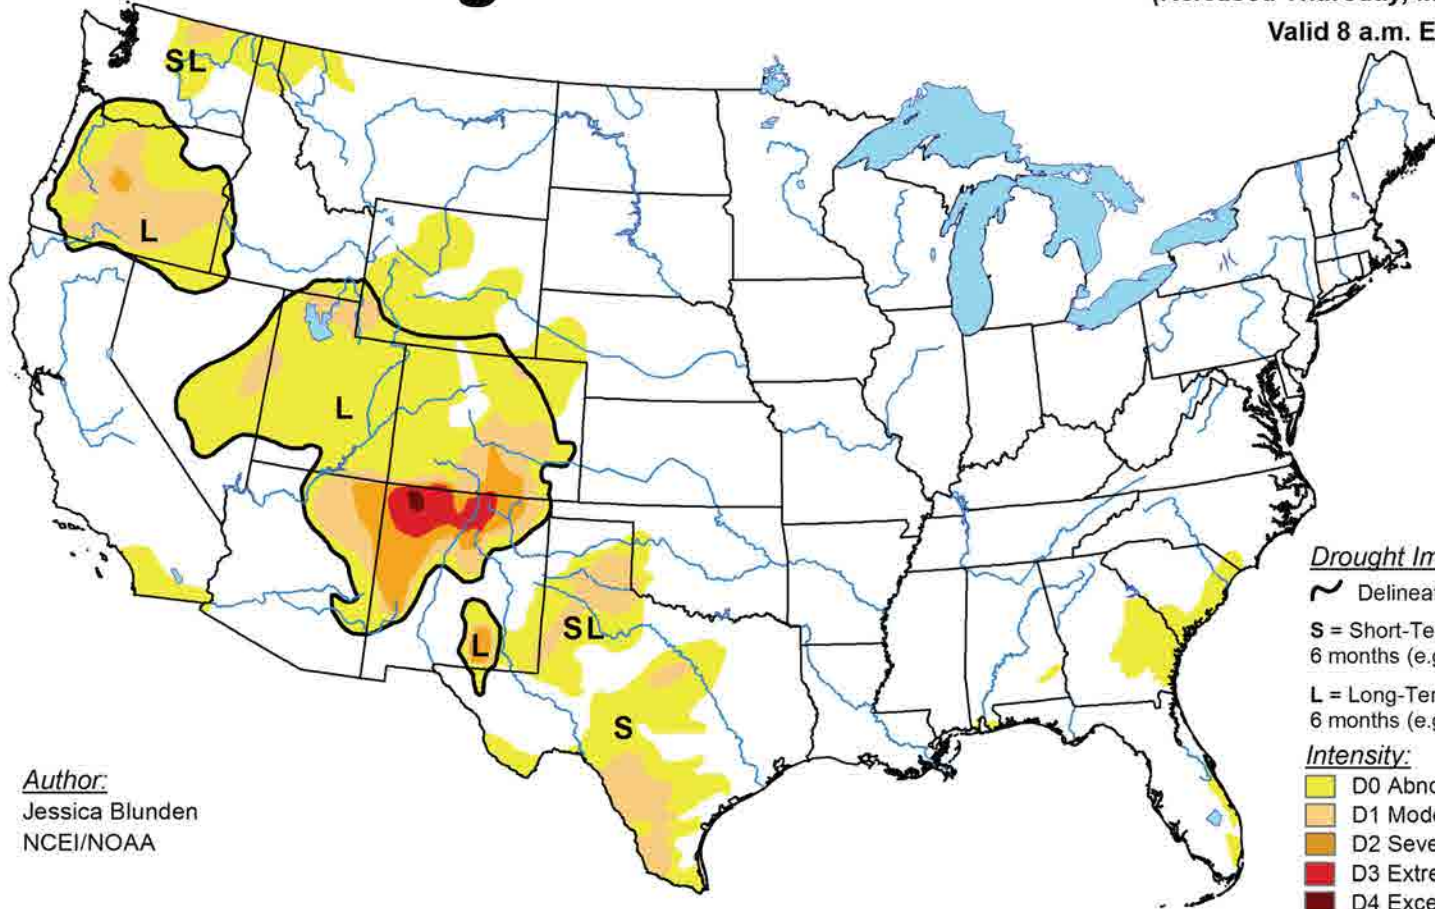 Valid 8 a.m. E
SL
L
L
L
SL
S
Drought Im
Delineat
S = Short-Te
6 months (e.g
L = Long-Ter
6 months (e.g
Intensity:
D0 Abno
D1 Mode
D2 Seve
D3 Extre
D4 Exce
Author:
Jessica Blunden
NCEI/NOAA